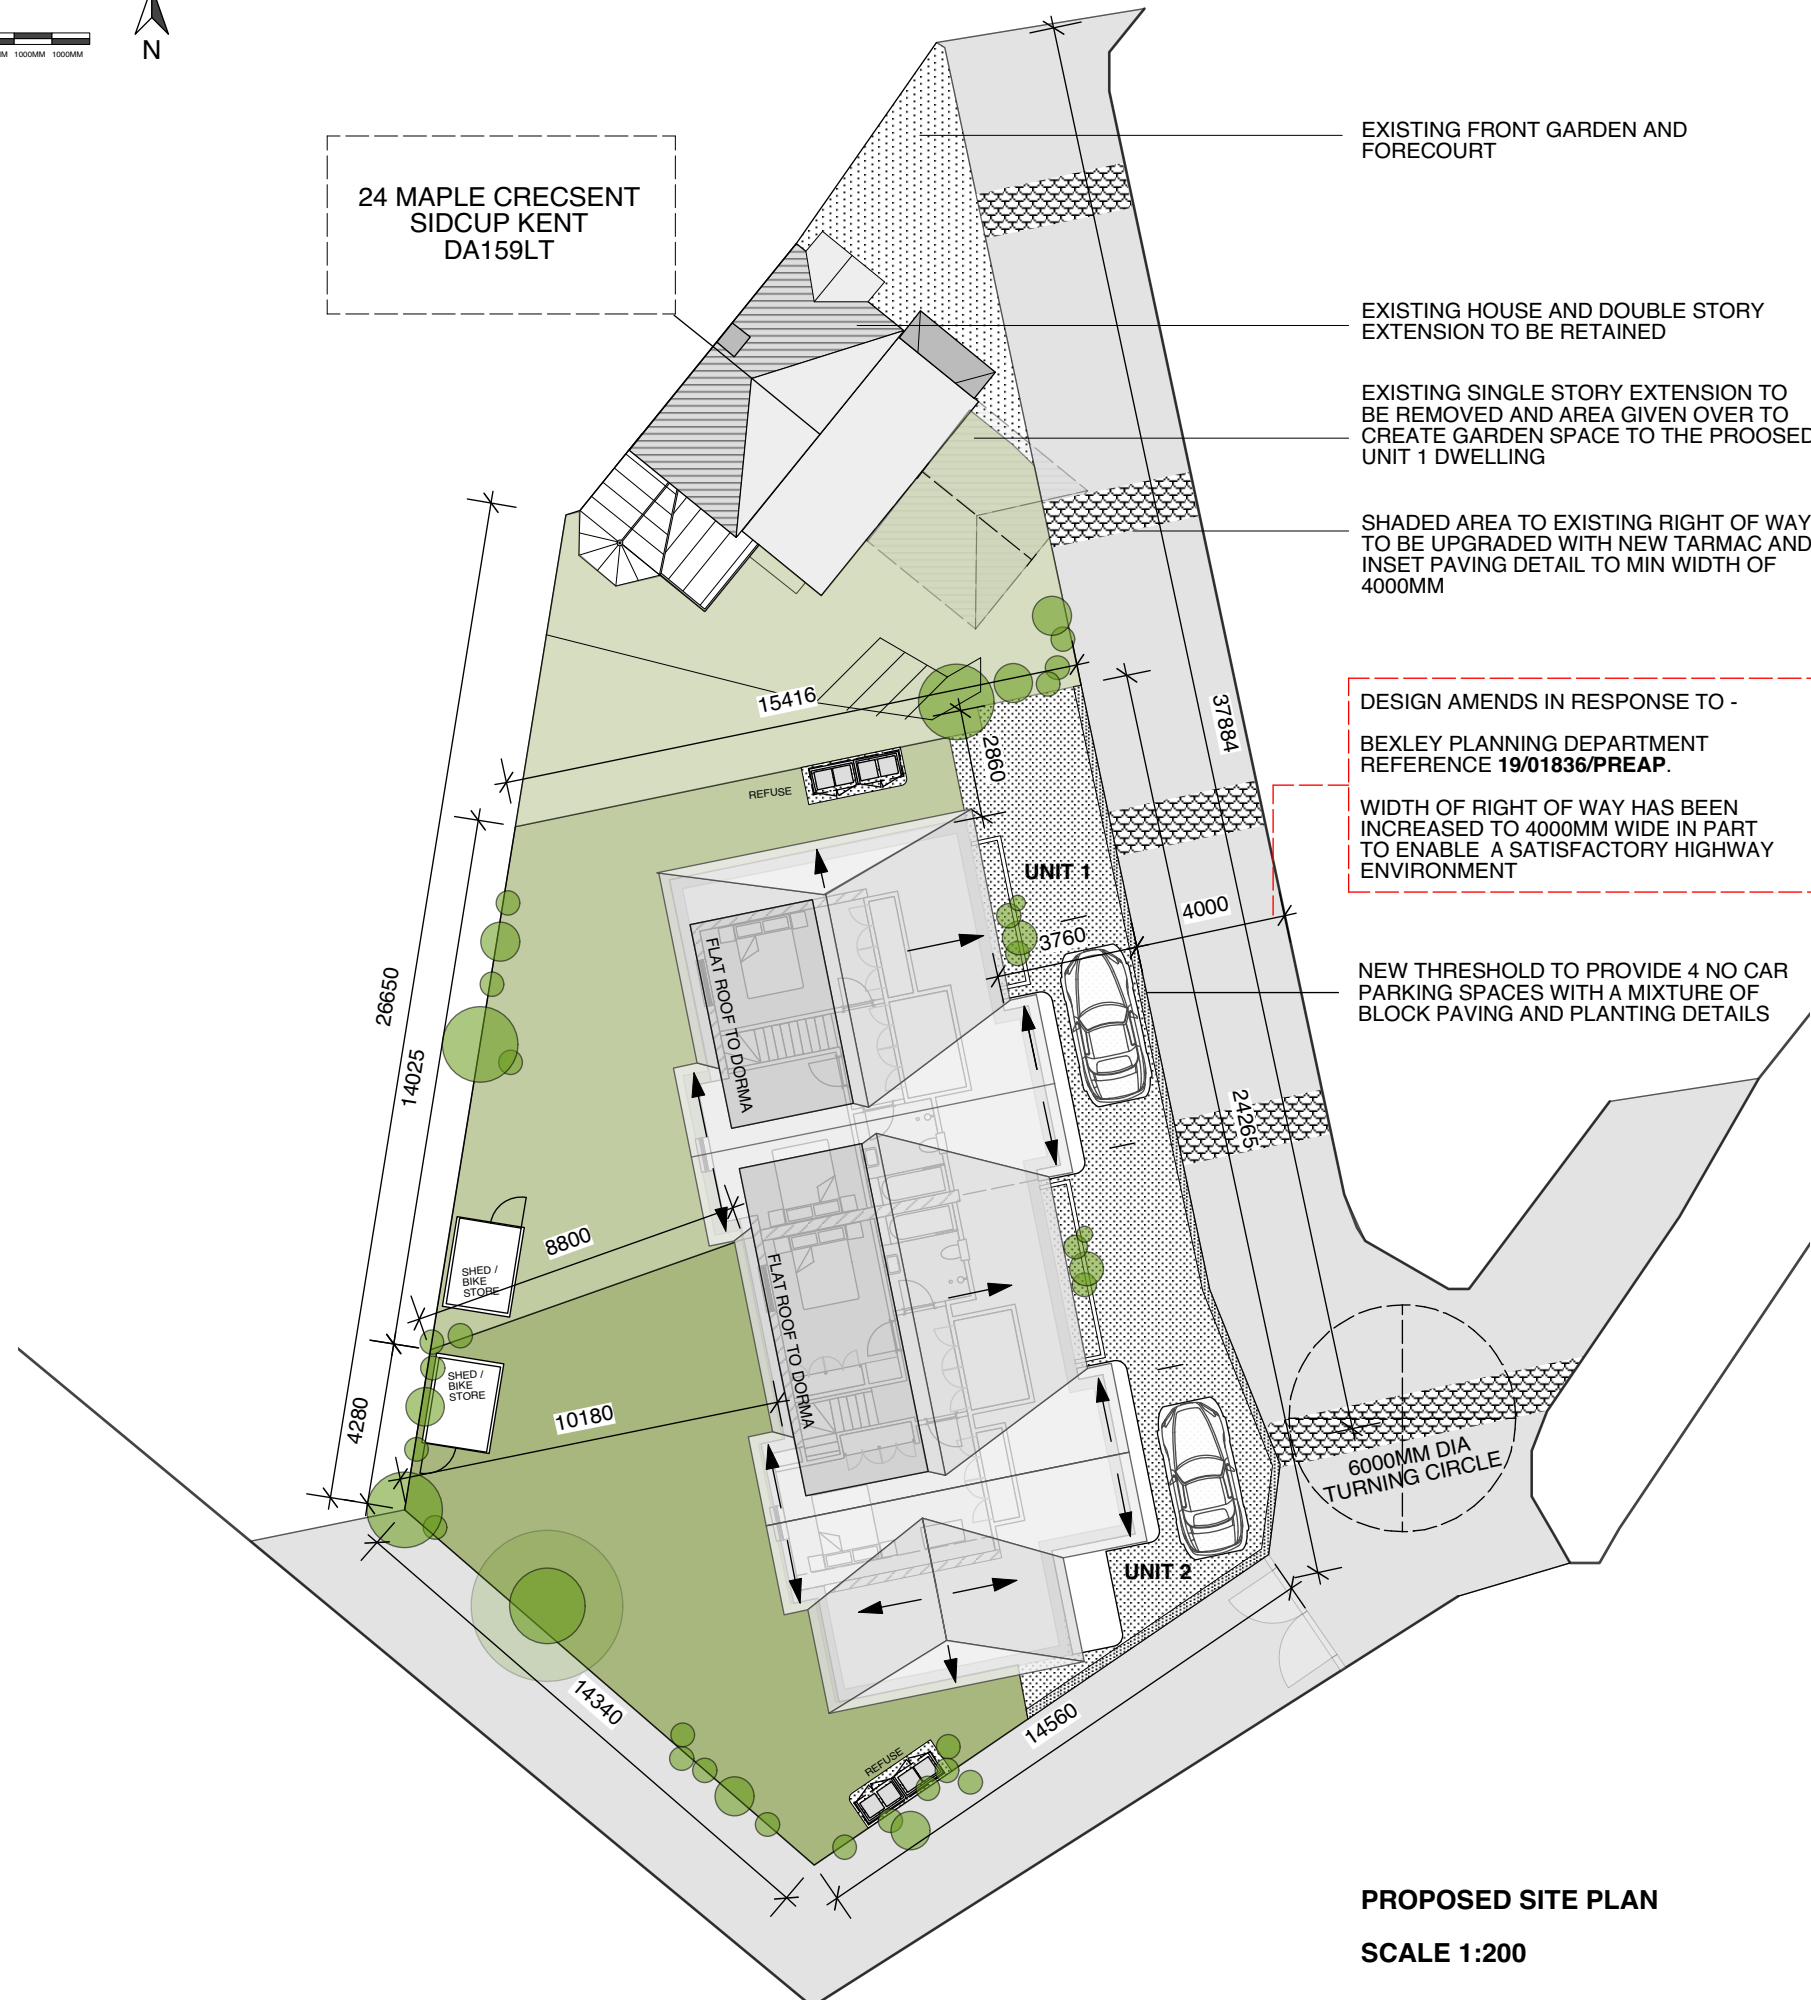 1000MM 1000MM
N
24 MAPLE CRECSENT
SIDCUP KENT
DA159LT
EXISTING FRONT GARDEN AND
FORECOURT
EXISTING HOUSE AND DOUBLE STORY
EXTENSION TO BE RETAINED
EXISTING SINGLE STORY EXTENSION TO
BE REMOVED AND AREA GIVEN OVER TO
CREATE GARDEN SPACE TO THE PROOSED
UNIT 1 DWELLING
SHADED AREA TO EXISTING RIGHT OF WAY
TO BE UPGRADED WITH NEW TARMAC AND
INSET PAVING DETAIL TO MIN WIDTH OF
4000MM
DESIGN AMENDS IN RESPONSE TO -
BEXLEY PLANNING DEPARTMENT
REFERENCE 19/01836/PREAP.
WIDTH OF RIGHT OF WAY HAS BEEN
INCREASED TO 4000MM WIDE IN PART
TO ENABLE A SATISFACTORY HIGHWAY
ENVIRONMENT
NEW THRESHOLD TO PROVIDE 4 NO CAR
PARKING SPACES WITH A MIXTURE OF
BLOCK PAVING AND PLANTING DETAILS
15416
37884
2860
REFUSE
UNIT 1
4000
3760
FLAT ROOF TO DORMA
26650
14025
24265
8800
SHED /
BIKE
STORE
FLAT ROOF TO DORMA
SHED /
BIKE
STORE
4280
10180
6000MM DIA
TURNING CIRCLE
UNIT 2
14340
14560
REFUSE
PROPOSED SITE PLAN
SCALE 1:200